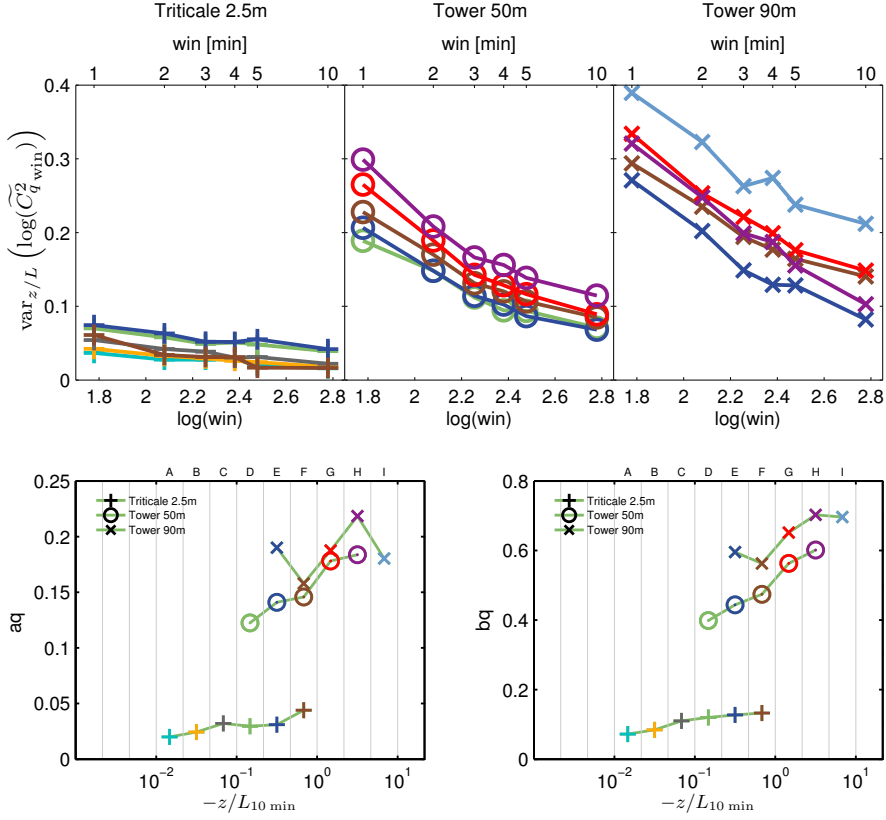 Triticale 2.5m Tower 50m Tower 90m
win [min] win [min] win [min]
1 2 3 4 5 10 1 2 3 4 5 10 1 2 3 4 5 10
0.4
0.3
0.2
0.1
0
var_{z/L} (log(\widetilde{C_q^2}_{win}))
1.8 2 2.2 2.4 2.6 2.8 1.8 2 2.2 2.4 2.6 2.8 1.8 2 2.2 2.4 2.6 2.8
log(win) log(win) log(win)
A B C D E F G H I
0.25
0.2
0.15
0.1
0.05
0
aq
Triticale 2.5m
Tower 50m
Tower 90m
10^{-2} 10^{-1} 10^{0} 10^{1}
−z/L_{10 min}
A B C D E F G H I
0.8
0.6
0.4
0.2
0
bq
Triticale 2.5m
Tower 50m
Tower 90m
10^{-2} 10^{-1} 10^{0} 10^{1}
−z/L_{10 min}